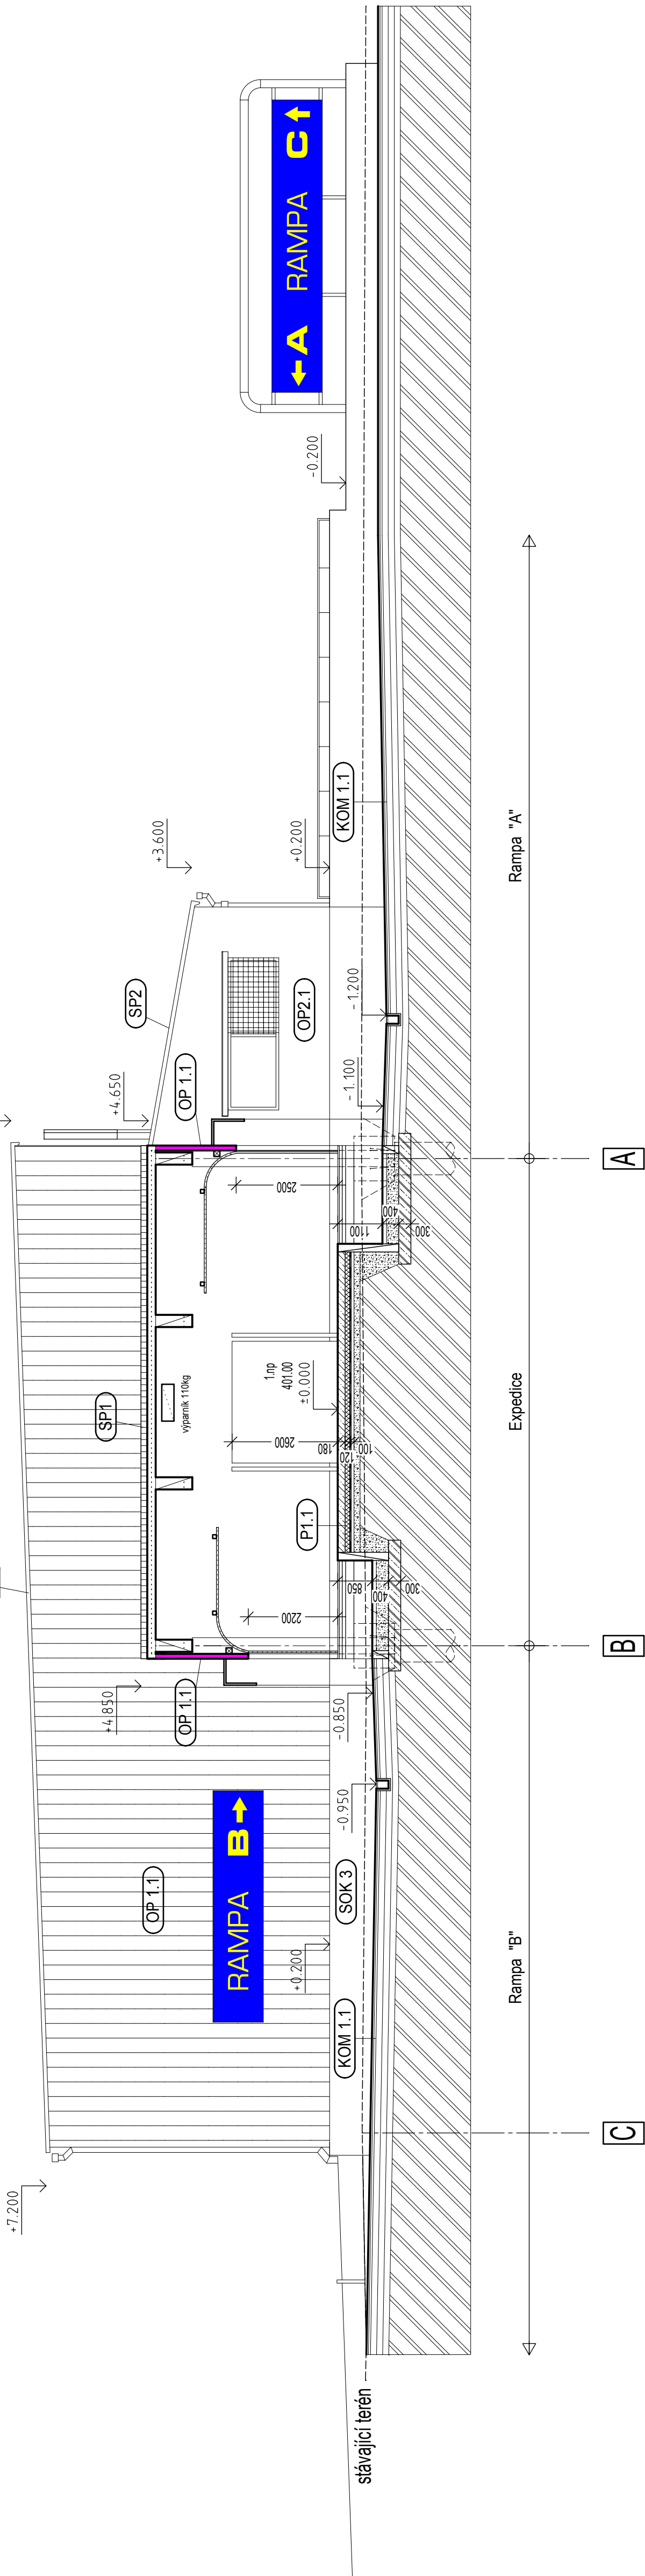 +7.200
OP 1.1
RAMPA B→
+4.850
OP 1.1
SP1
výparník 110kg
+4.650
OP 1.1
SP2
+3.600
OP2.1
←A RAMPA C↑
-0.200
+0.200
KOM 1.1
-1.200
-1.100
2500
1100
400
300
1.np
401.00
±0.000
2600
180
120
100
P1.1
2200
850
400
300
-0.850
-0.950
SOK 3
+0.200
KOM 1.1
stávající terén
Rampa "B"
Expedice
Rampa "A"
C
B
A